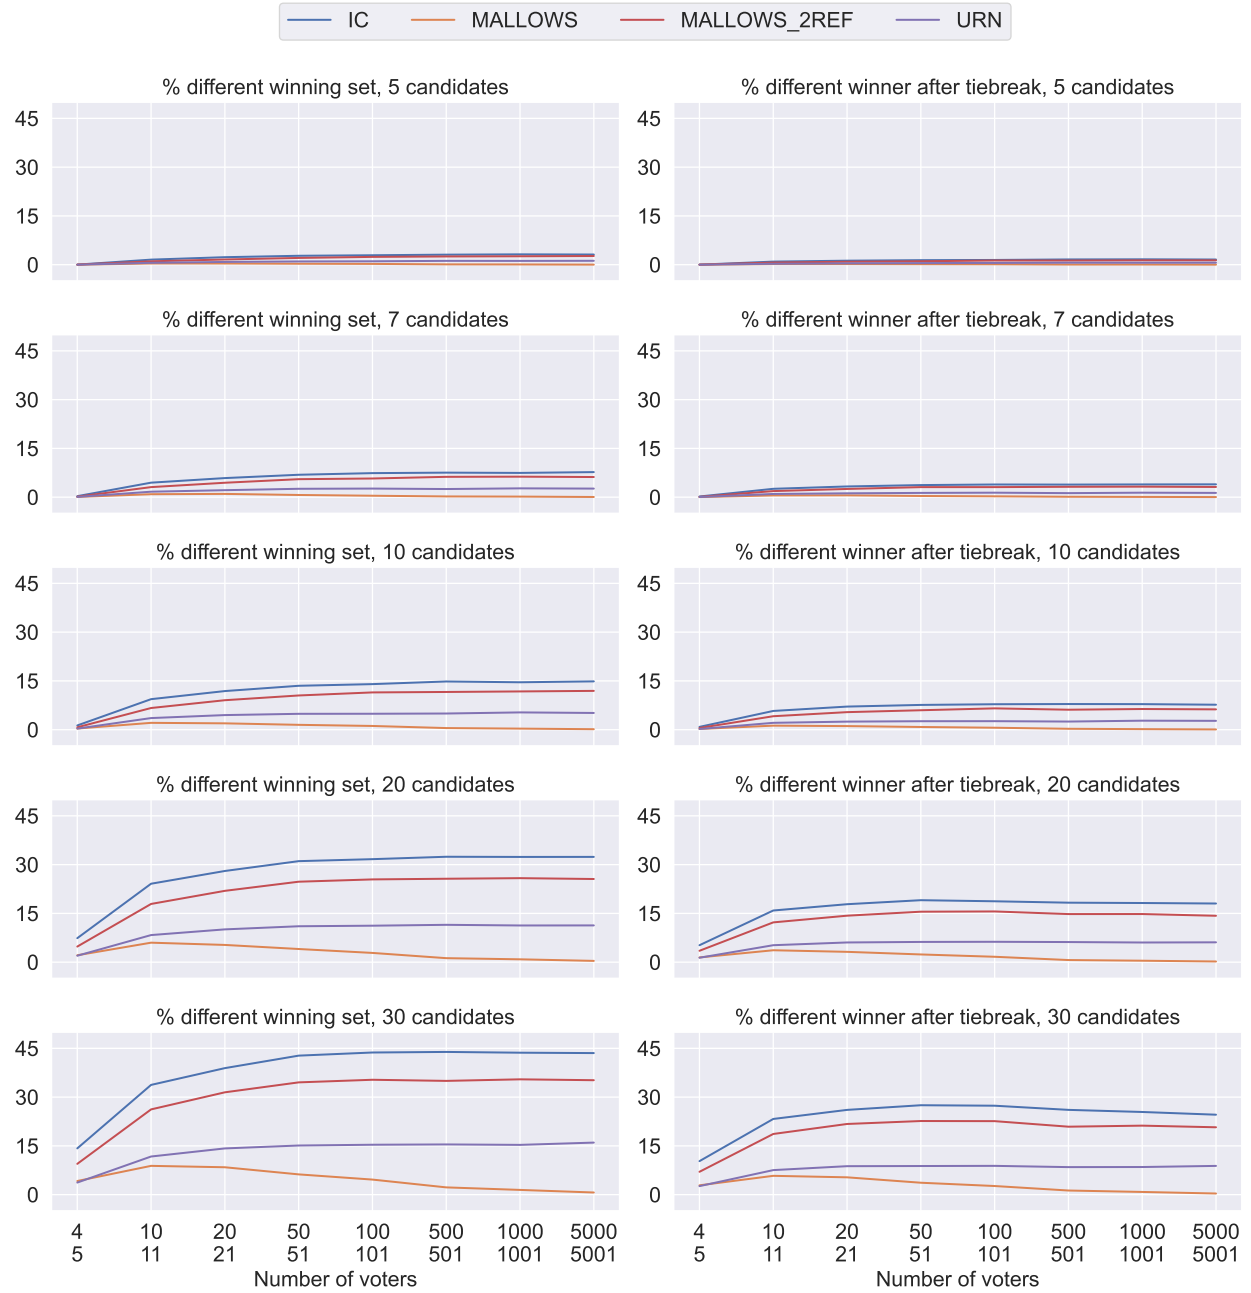 IC MALLOWS MALLOWS_2REF URN
% different winning set, 5 candidates
45
30
15
0
% different winner after tiebreak, 5 candidates
45
30
15
0
% different winning set, 7 candidates
45
30
15
0
% different winner after tiebreak, 7 candidates
45
30
15
0
% different winning set, 10 candidates
45
30
15
0
% different winner after tiebreak, 10 candidates
45
30
15
0
% different winning set, 20 candidates
45
30
15
0
% different winner after tiebreak, 20 candidates
45
30
15
0
% different winning set, 30 candidates
45
30
15
0
4 10 20 50 100 500 1000 5000
5 11 21 51 101 501 1001 5001
Number of voters
% different winner after tiebreak, 30 candidates
45
30
15
0
4 10 20 50 100 500 1000 5000
5 11 21 51 101 501 1001 5001
Number of voters